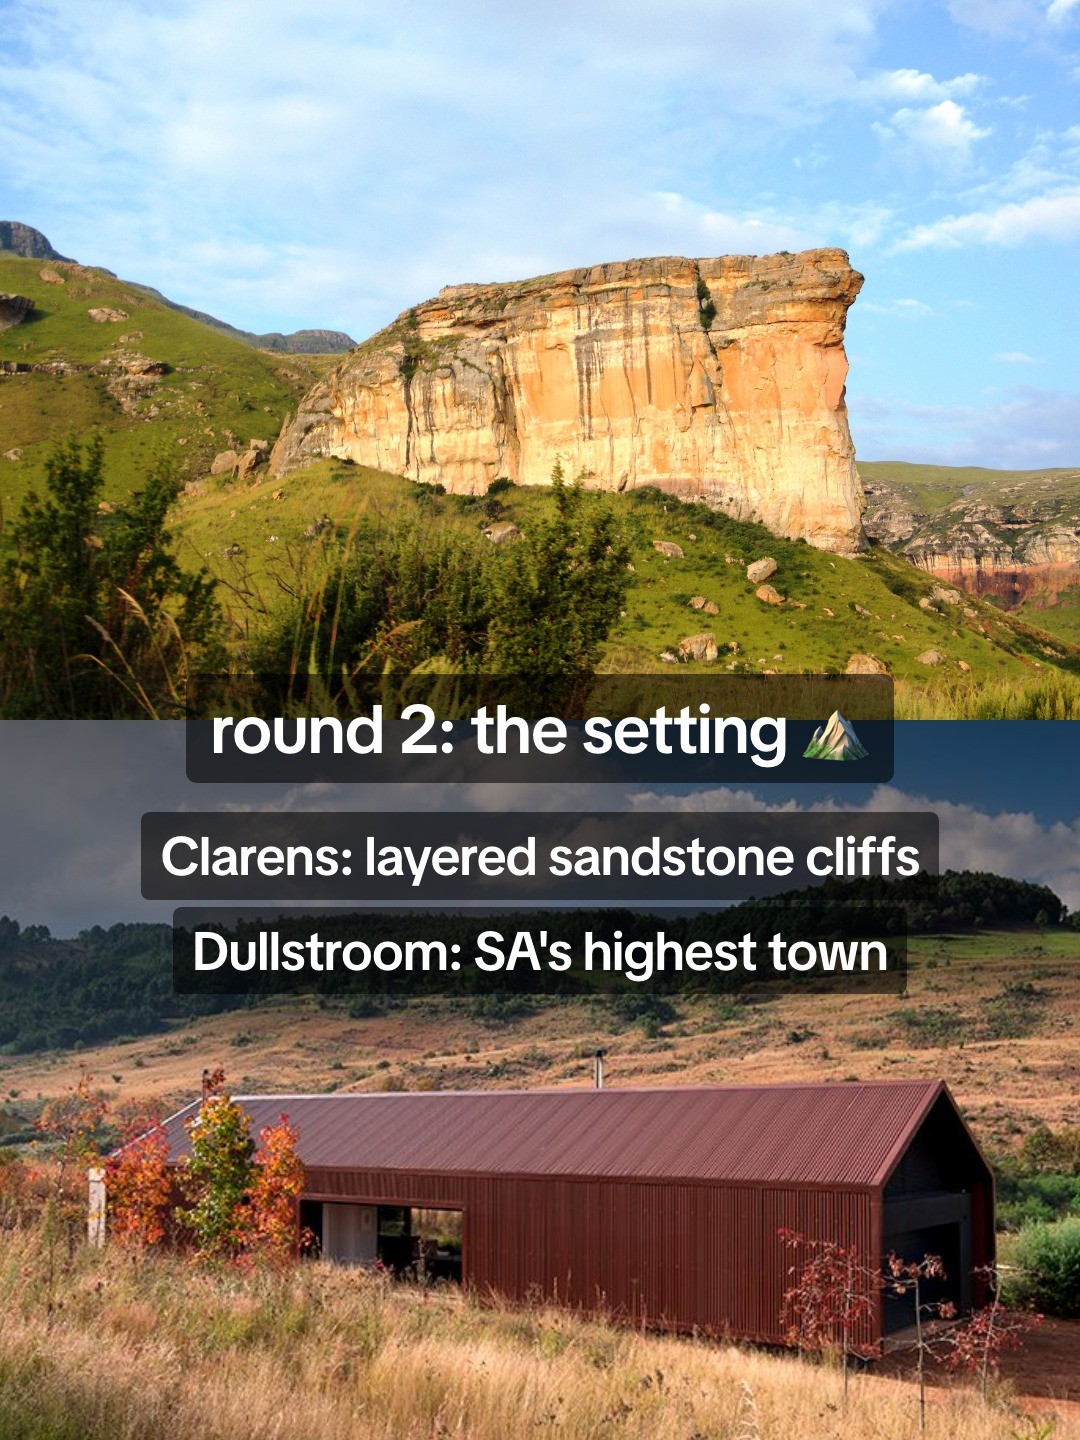 round 2: the setting ⛰️
Clarens: layered sandstone cliffs
Dullstroom: SA's highest town